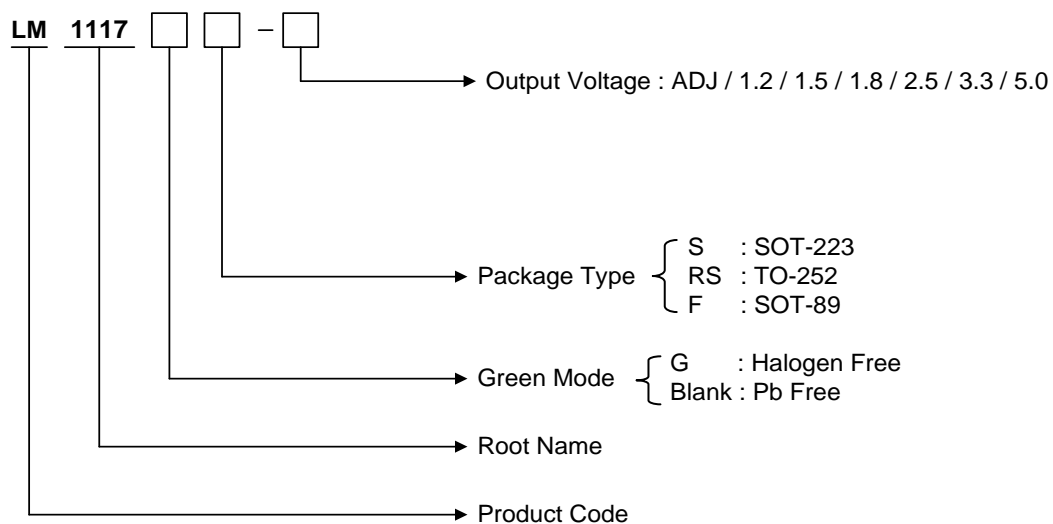 LM 1117 –
Output Voltage : ADJ / 1.2 / 1.5 / 1.8 / 2.5 / 3.3 / 5.0
S : SOT-223
Package Type RS : TO-252
F : SOT-89
G : Halogen Free
Green Mode
Blank : Pb Free
Root Name
Product Code